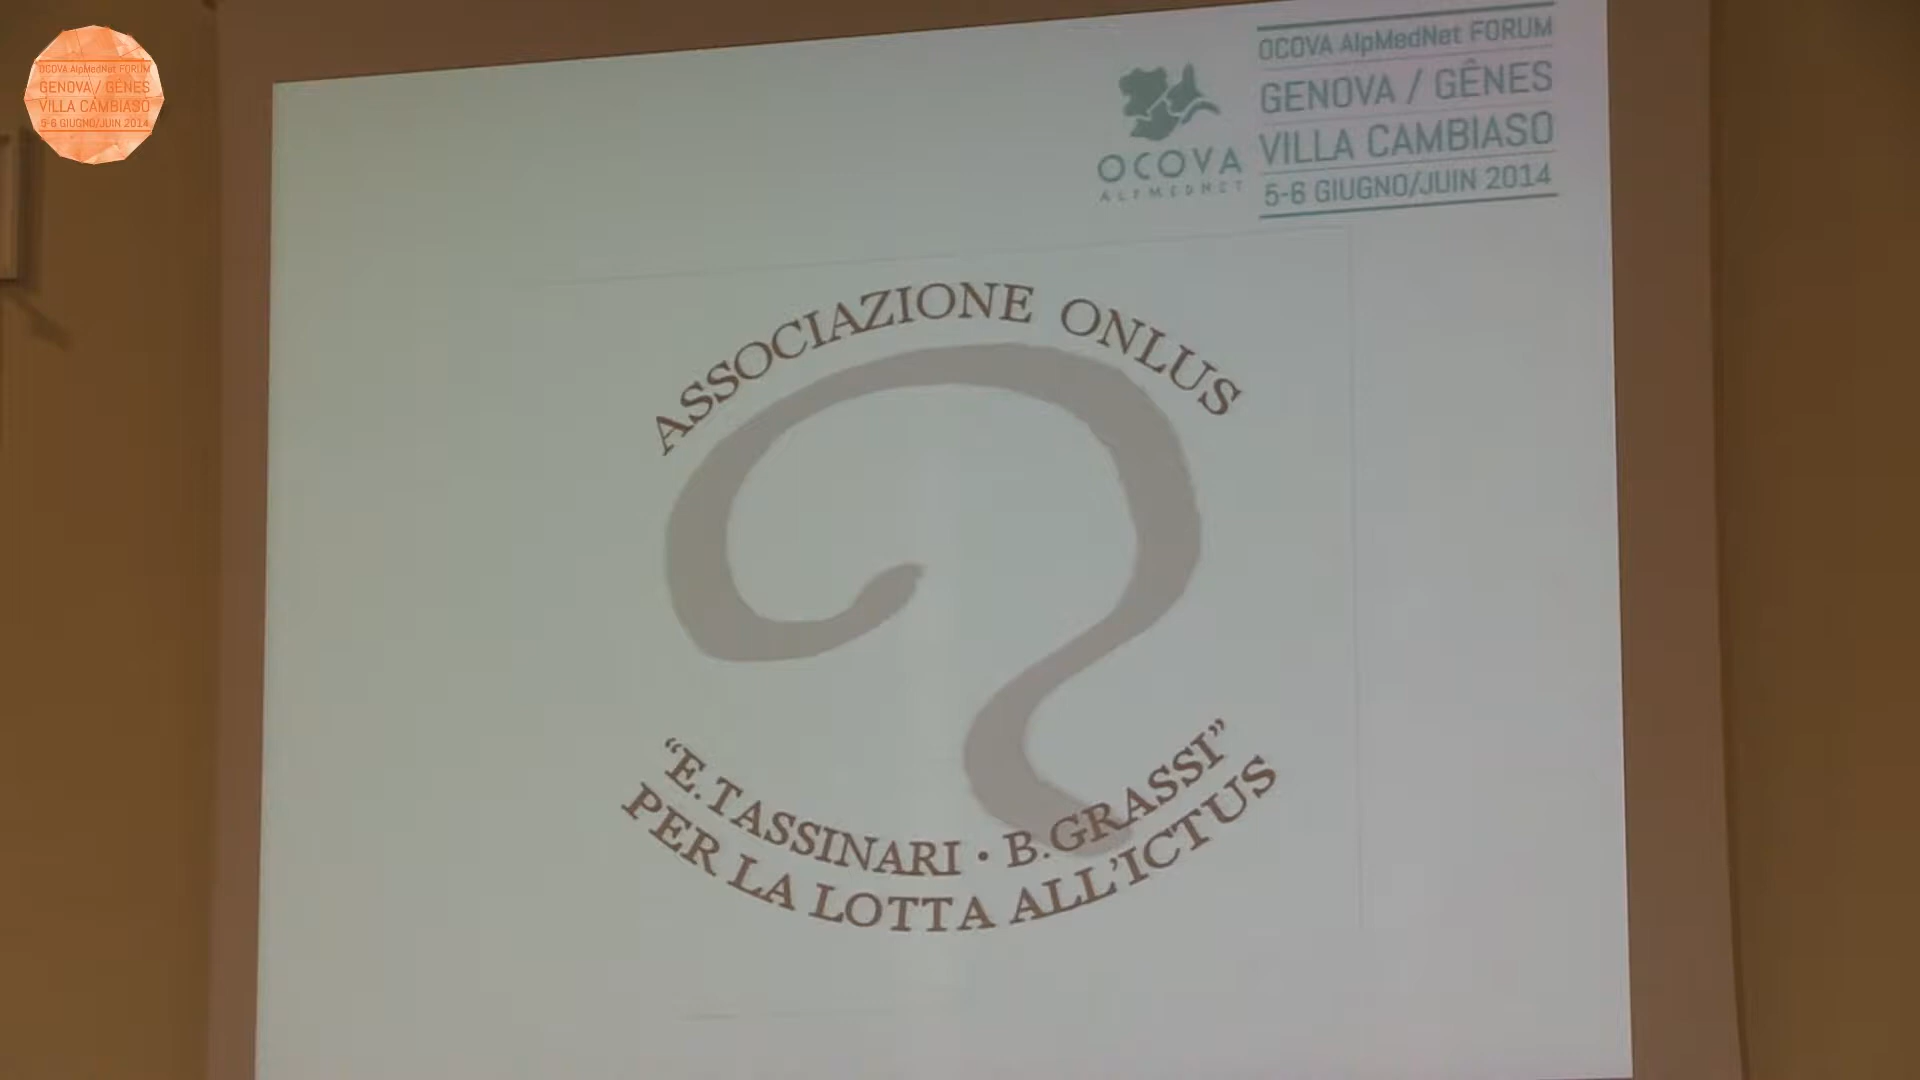 OCOVA AlpMedNet FORUM
GENOVA / GÊNES
VILLA CAMBIASO
5-6 GIUGNO/JUIN 2014
OCOVA AlpMedNet FORUM
GENOVA / GÊNES
VILLA CAMBIASO
5-6 GIUGNO/JUIN 2014
OCOVA
ALPMEDNET
ASSOCIAZIONE ONLUS
“E.TASSINARI • B.GRASSI”
PER LA LOTTA ALL’ICTUS